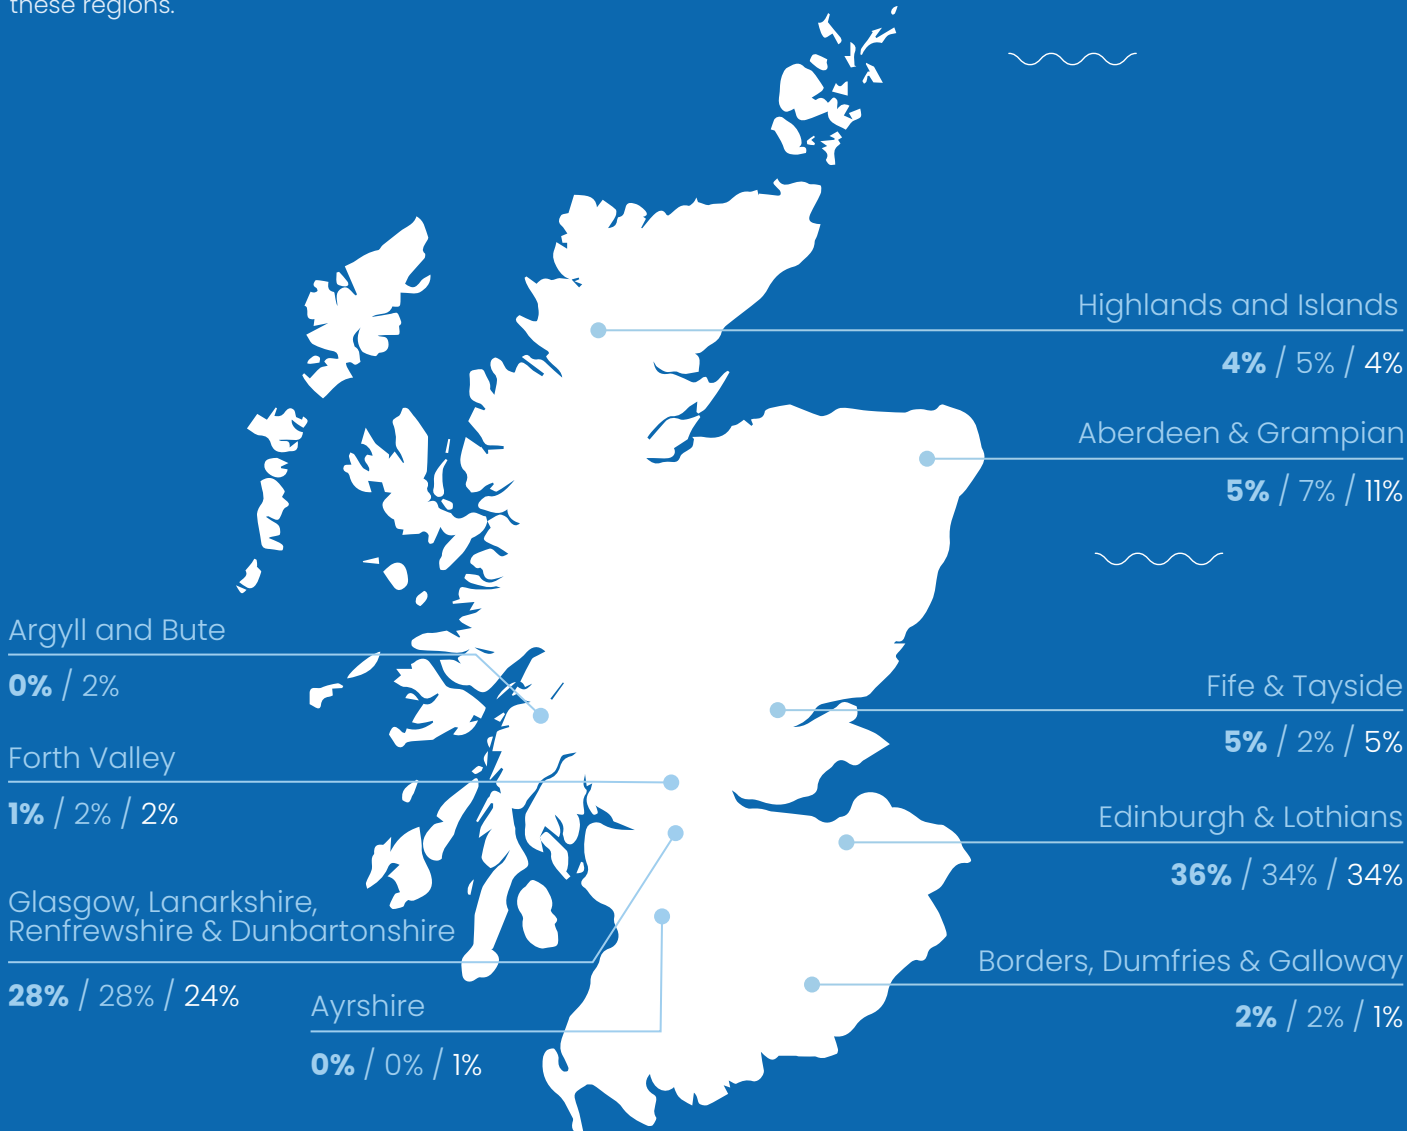 these regions.
Highlands and Islands
4% / 5% / 4%
Aberdeen & Grampian
5% / 7% / 11%
Argyll and Bute
0% / 2%
Fife & Tayside
5% / 2% / 5%
Forth Valley
1% / 2% / 2%
Edinburgh & Lothians
36% / 34% / 34%
Glasgow, Lanarkshire,
Renfrewshire & Dunbartonshire
28% / 28% / 24%
Borders, Dumfries & Galloway
2% / 2% / 1%
Ayrshire
0% / 0% / 1%